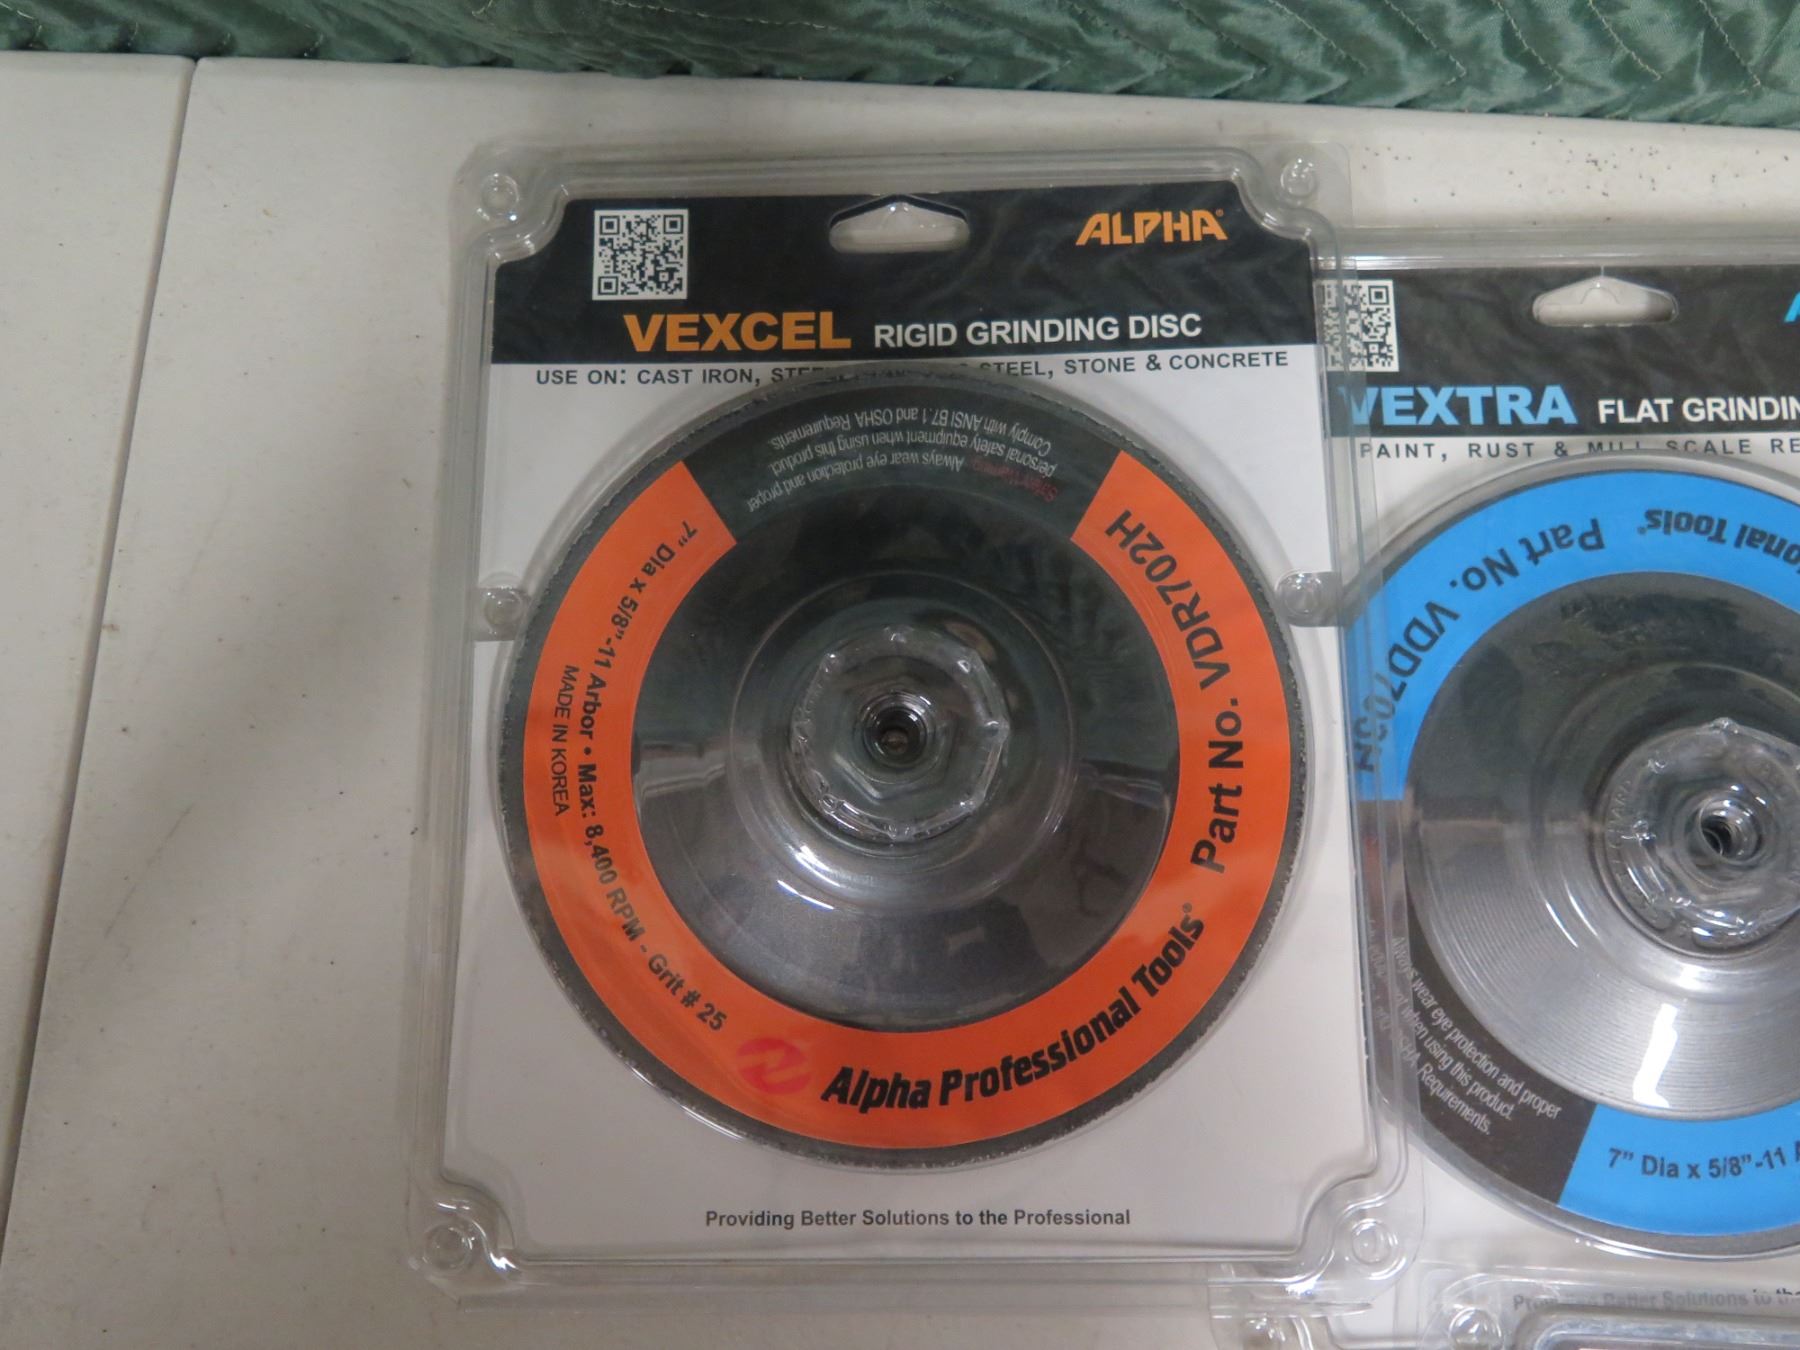 ALPHA®
VEXCEL RIGID GRINDING DISC
USE ON: CAST IRON, STEEL, STONE & CONCRETE
Always wear eye protection and proper
personal safety equipment when using this product.
Comply with ANSI B7.1 and OSHA Requirements.
7" Dia x 5/8"-11 Arbor • Max: 8,400 RPM - Grit # 25
MADE IN KOREA
Alpha Professional Tools® Part No. VDR702H
Providing Better Solutions to the Professional
VEXTRA FLAT
PAINT, RUST & MILL SCALE
Tools® Part No.
wear eye protection and proper
when using this product.
Requirements.
7" Dia x 5/8"-11
Better Solutions to